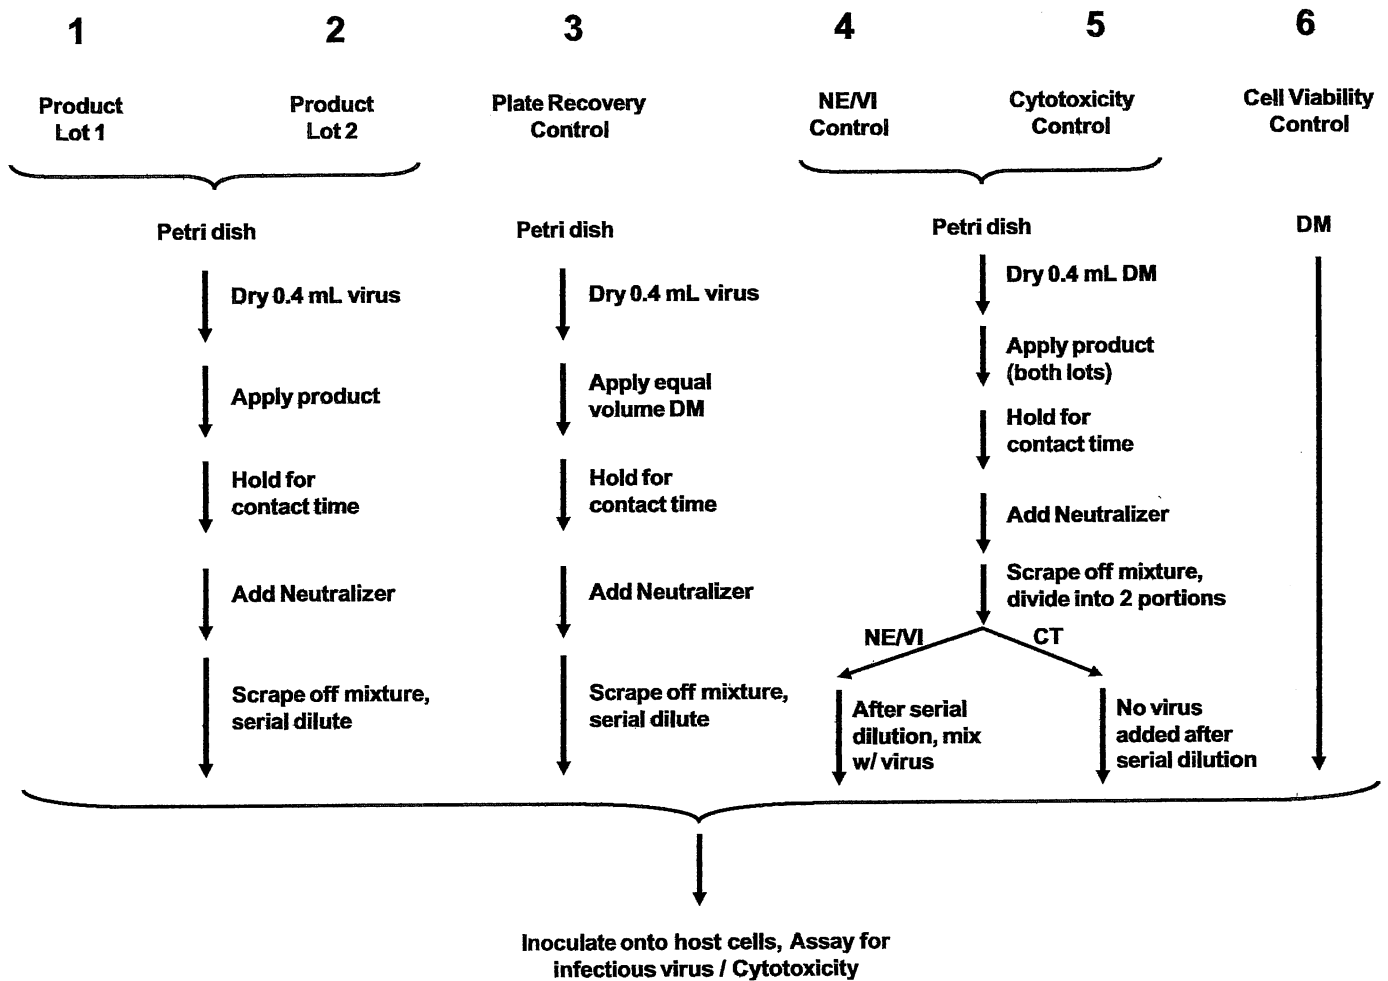 1
2
3
4
5
6
Product
Lot 1
Product
Lot 2
Plate Recovery
Control
NE/VI
Control
Cytotoxicity
Control
Cell Viability
Control
Petri dish
Dry 0.4 mL virus
Apply product
Hold for
contact time
Add Neutralizer
Scrape off mixture,
serial dilute
Petri dish
Dry 0.4 mL virus
Apply equal
volume DM
Hold for
contact time
Add Neutralizer
Scrape off mixture,
serial dilute
Petri dish
Dry 0.4 mL DM
Apply product
(both lots)
Hold for
contact time
Add Neutralizer
Scrape off mixture,
divide into 2 portions
NE/VI
CT
After serial
dilution, mix
w/ virus
No virus
added after
serial dilution
DM
Inoculate onto host cells, Assay for
infectious virus / Cytotoxicity